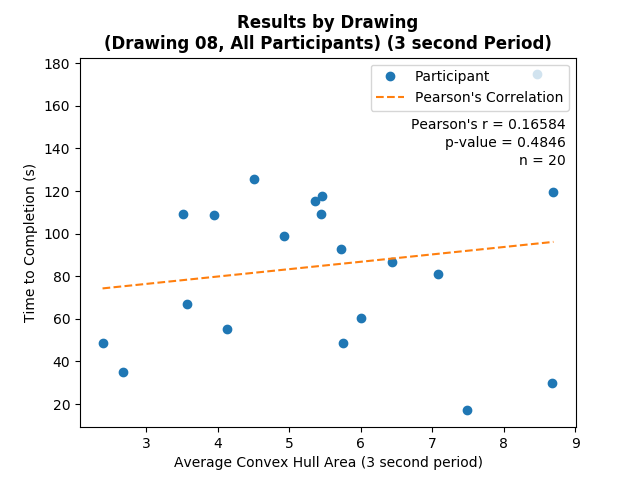 Results by Drawing
(Drawing 08, All Participants) (3 second Period)
Participant
Pearson's Correlation
Pearson's r = 0.16584
p-value = 0.4846
n = 20
Time to Completion (s)
180
160
140
120
100
80
60
40
20
3 4 5 6 7 8 9
Average Convex Hull Area (3 second period)